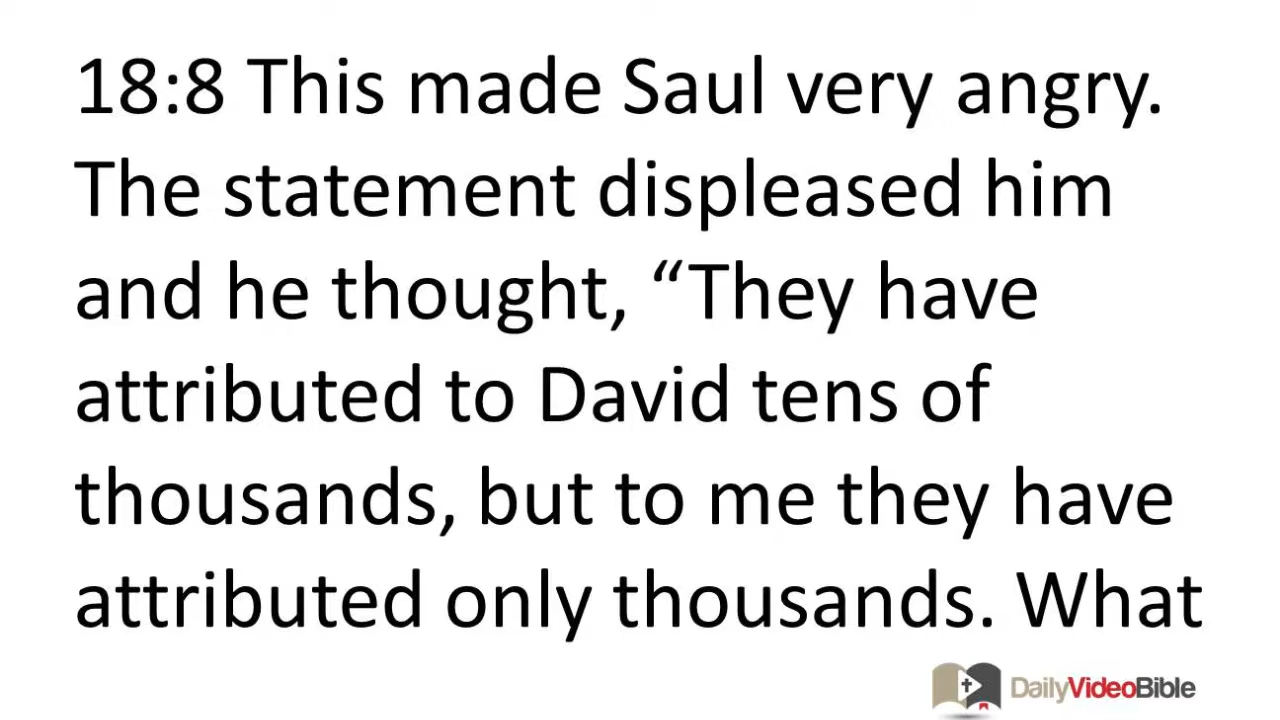 18:8 This made Saul very angry.
The statement displeased him
and he thought, “They have
attributed to David tens of
thousands, but to me they have
attributed only thousands. What
DailyVideoBible